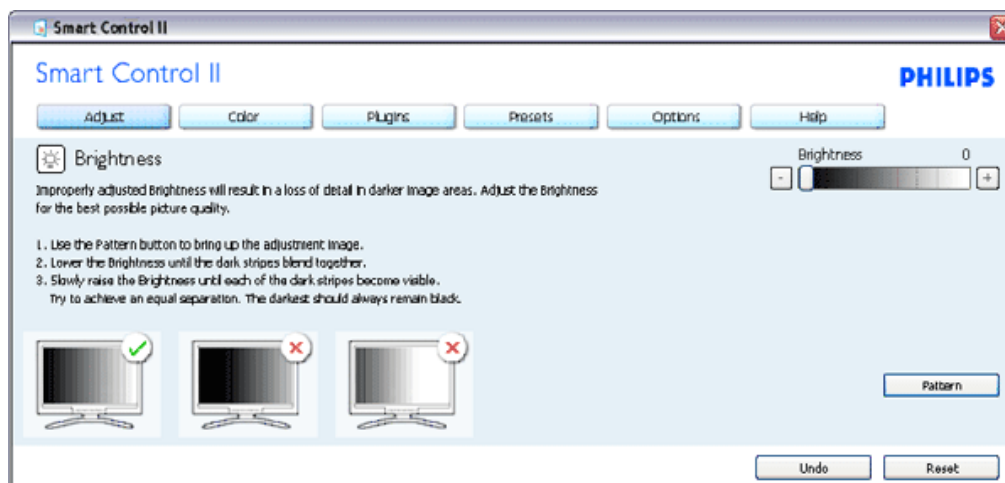 Smart Control II
Smart Control II
PHILIPS
Adjust
Color
Plugins
Presets
Options
Help
Brightness
Improperly adjusted Brightness will result in a loss of detail in darker image areas. Adjust the Brightness
for the best possible picture quality.
1. Use the Pattern button to bring up the adjustment image.
2. Lower the Brightness until the dark stripes blend together.
3. Slowly raise the Brightness until each of the dark stripes become visible.
Try to achieve an equal separation. The darkest should always remain black.
Brightness 0
- +
Pattern
Undo
Reset